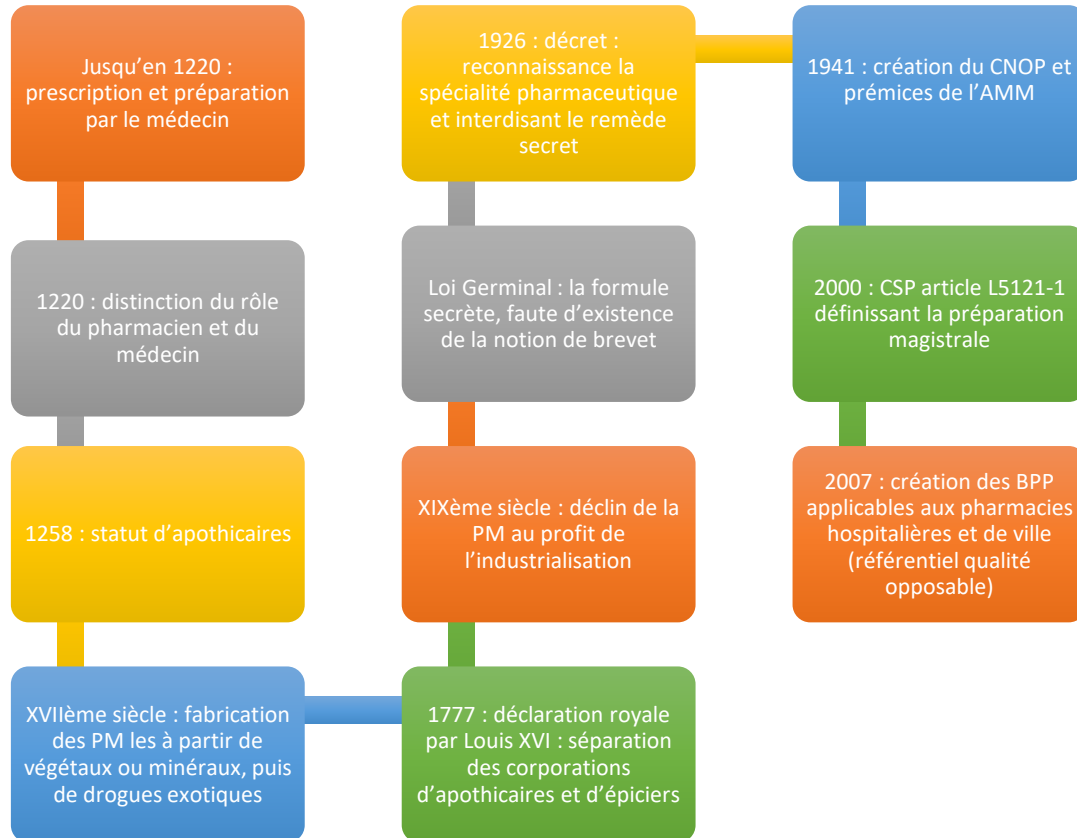 Jusqu'en 1220 :
prescription et préparation
par le médecin
1220 : distinction du rôle
du pharmacien et du
médecin
1258 : statut d'apothicaires
XVIIème siècle : fabrication
des PM les à partir de
végétaux ou minéraux, puis
de drogues exotiques
1777 : déclaration royale
par Louis XVI : séparation
des corporations
d'apothicaires et d'épiciers
XIXème siècle : déclin de la
PM au profit de
l'industrialisation
Loi Germinal : la formule
secrète, faute d'existence
de la notion de brevet
1926 : décret :
reconnaissance la
spécialité pharmaceutique
et interdisant le remède
secret
1941 : création du CNOP et
prémices de l'AMM
2000 : CSP article L5121-1
définissant la préparation
magistrale
2007 : création des BPP
applicables aux pharmacies
hospitalières et de ville
(référentiel qualité
opposable)